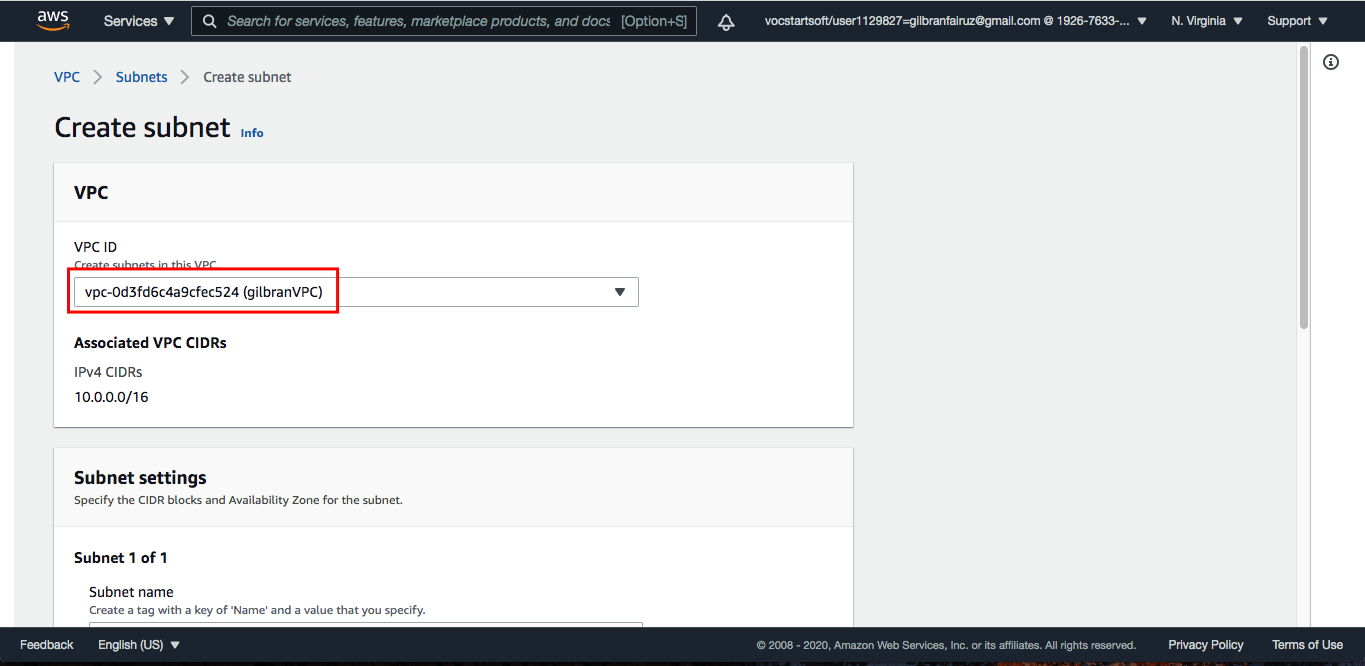 aws Services Search for services, features, marketplace products, and docs [Option+S] vocstartsoft/user1129827=gilbranfairuz@gmail.com @ 1926-7633-... N. Virginia Support
VPC Subnets Create subnet
Create subnet Info
VPC
VPC ID
Create subnets in this VPC.
vpc-0d3fd6c4a9cfec524 (gilbranVPC)
Associated VPC CIDRs
IPv4 CIDRs
10.0.0.0/16
Subnet settings
Specify the CIDR blocks and Availability Zone for the subnet.
Subnet 1 of 1
Subnet name
Create a tag with a key of 'Name' and a value that you specify.
Feedback English (US) © 2008 - 2020, Amazon Web Services, Inc. or its affiliates. All rights reserved. Privacy Policy Terms of Use